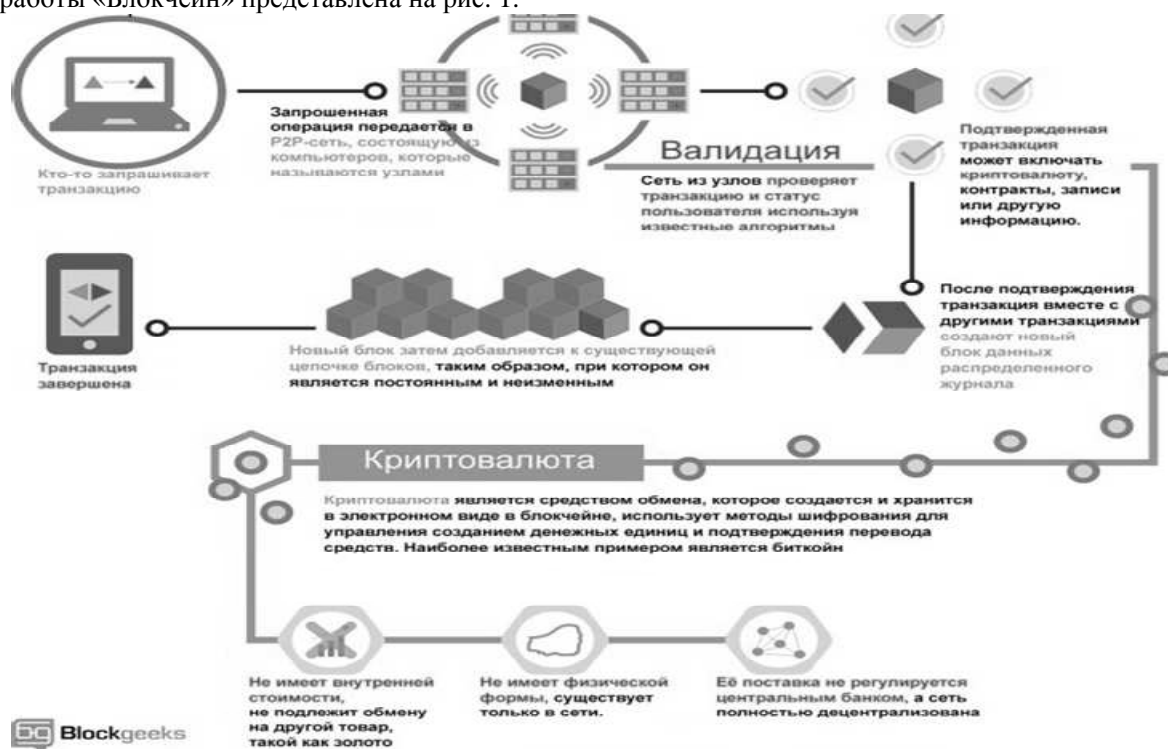 работы «Блокчейн» представлена на рис. 1.
Кто-то запрашивает
транзакцию
Запрошенная
операция передается в
P2P-сеть, состоящую из
компьютеров, которые
называются узлами
Валидация
Сеть из узлов проверяет
транзакцию и статус
пользователя используя
известные алгоритмы
Подтвержденная
транзакция
может включать
криптовалюту,
контракты, записи
или другую
информацию.
После подтверждения
транзакция вместе с
другими транзакциями
создают новый
блок данных
распределенного
журнала
Новый блок затем добавляется к существующей
цепочке блоков, таким образом, при котором он
является постоянным и неизменным
Транзакция
завершена
Криптовалюта
Криптовалюта является средством обмена, которое создается и хранится
в электронном виде в блокчейне, использует методы шифрования для
управления созданием денежных единиц и подтверждения перевода
средств. Наиболее известным примером является биткойн
Не имеет внутренней
стоимости,
не подлежит обмену
на другой товар,
такой как золото
Не имеет физической
формы, существует
только в сети.
Её поставка не регулируется
центральным банком, а сеть
полностью децентрализована
Blockgeeks